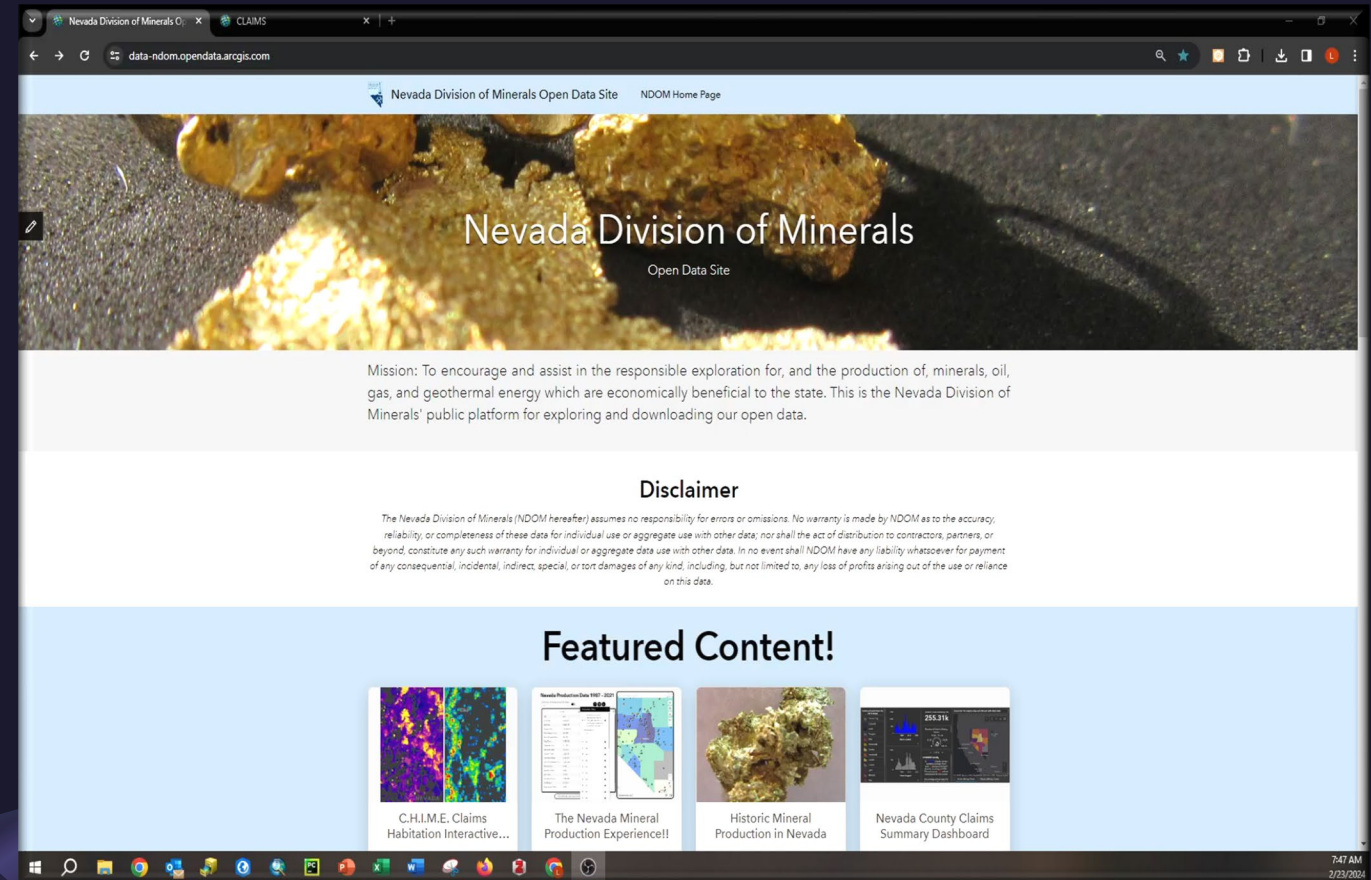 Nevada Division of Minerals Op
CLAIMS
data-ndom.opendata.arcgis.com
Nevada Division of Minerals Open Data Site
NDOM Home Page
Nevada Division of Minerals
Open Data Site
Mission: To encourage and assist in the responsible exploration for, and the production of, minerals, oil,
gas, and geothermal energy which are economically beneficial to the state. This is the Nevada Division of
Minerals' public platform for exploring and downloading our open data.
Disclaimer
The Nevada Division of Minerals (NDOM hereafter) assumes no responsibility for errors or omissions. No warranty is made by NDOM as to the accuracy,
reliability, or completeness of these data for individual use or aggregate use with other data; nor shall the act of distribution to contractors, partners, or
beyond, constitute any such warranty for individual or aggregate data use with other data. In no event shall NDOM have any liability whatsoever for payment
of any consequential, incidental, indirect, special, or tort damages of any kind, including, but not limited to, any loss of profits arising out of the use or reliance
on this data.
Featured Content!
Nevada Production Data 1987 - 2021
255.31k
C.H.I.M.E. Claims
Habitation Interactive...
The Nevada Mineral
Production Experience!!
Historic Mineral
Production in Nevada
Nevada County Claims
Summary Dashboard
7:47 AM
2/23/2024